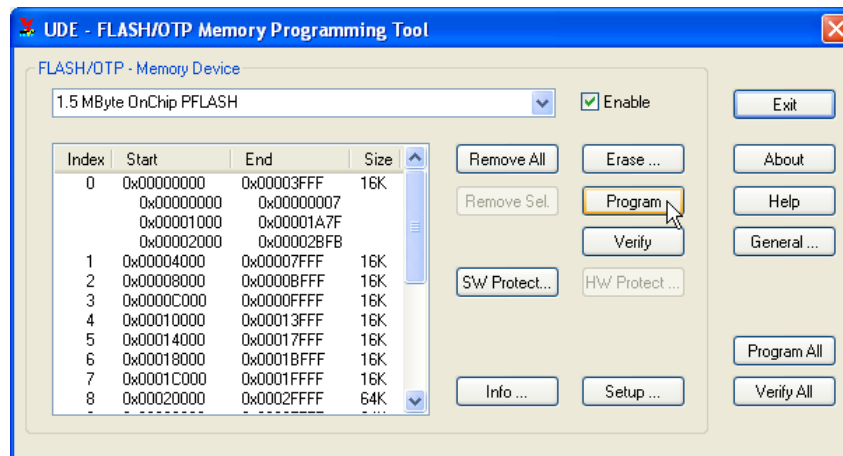 UDE - FLASH/OTP Memory Programming Tool
FLASH/OTP - Memory Device
1.5 MByte OnChip PFLASH
Enable
Exit
Index Start End Size
0 0x00000000 0x00003FFF 16K
0x00000000 0x00000007
0x00001000 0x00001A7F
0x00002000 0x00002BFB
1 0x00004000 0x00007FFF 16K
2 0x00008000 0x0000BFFF 16K
3 0x0000C000 0x0000FFFF 16K
4 0x00010000 0x00013FFF 16K
5 0x00014000 0x00017FFF 16K
6 0x00018000 0x0001BFFF 16K
7 0x0001C000 0x0001FFFF 16K
8 0x00020000 0x0002FFFF 64K
Remove All
Erase ...
About
Remove Sel.
Program
Help
Verify
General ...
SW Protect...
HW Protect ...
Program All
Info ...
Setup ...
Verify All